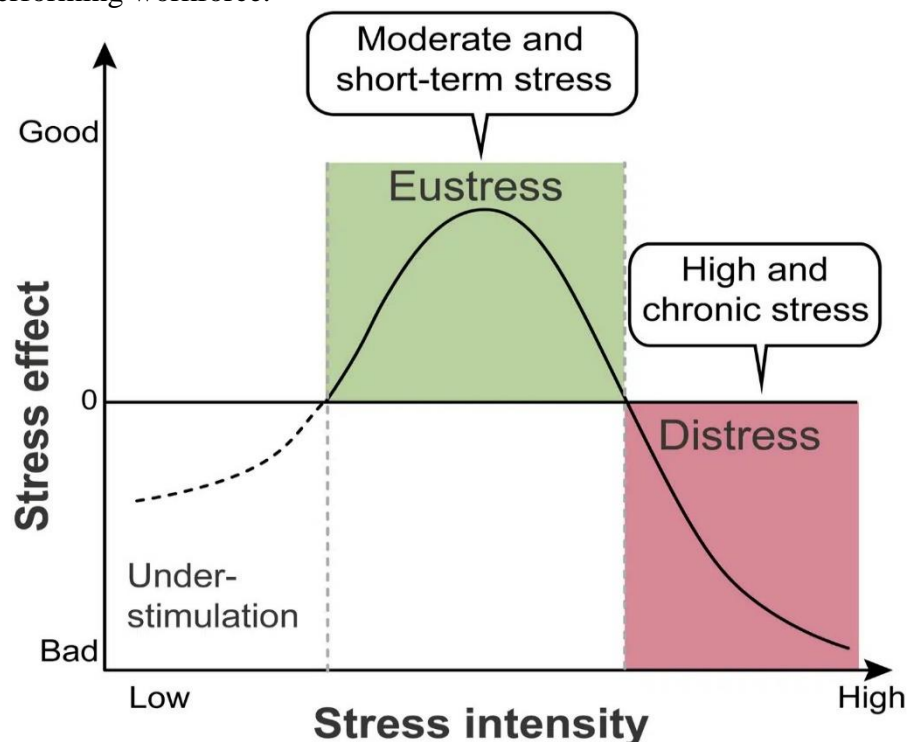 erforming workforce.
Moderate and
short-term stress
Good
Eustress
High and
chronic stress
Stress effect
0
Distress
Under-
stimulation
Bad
Low
High
Stress intensity